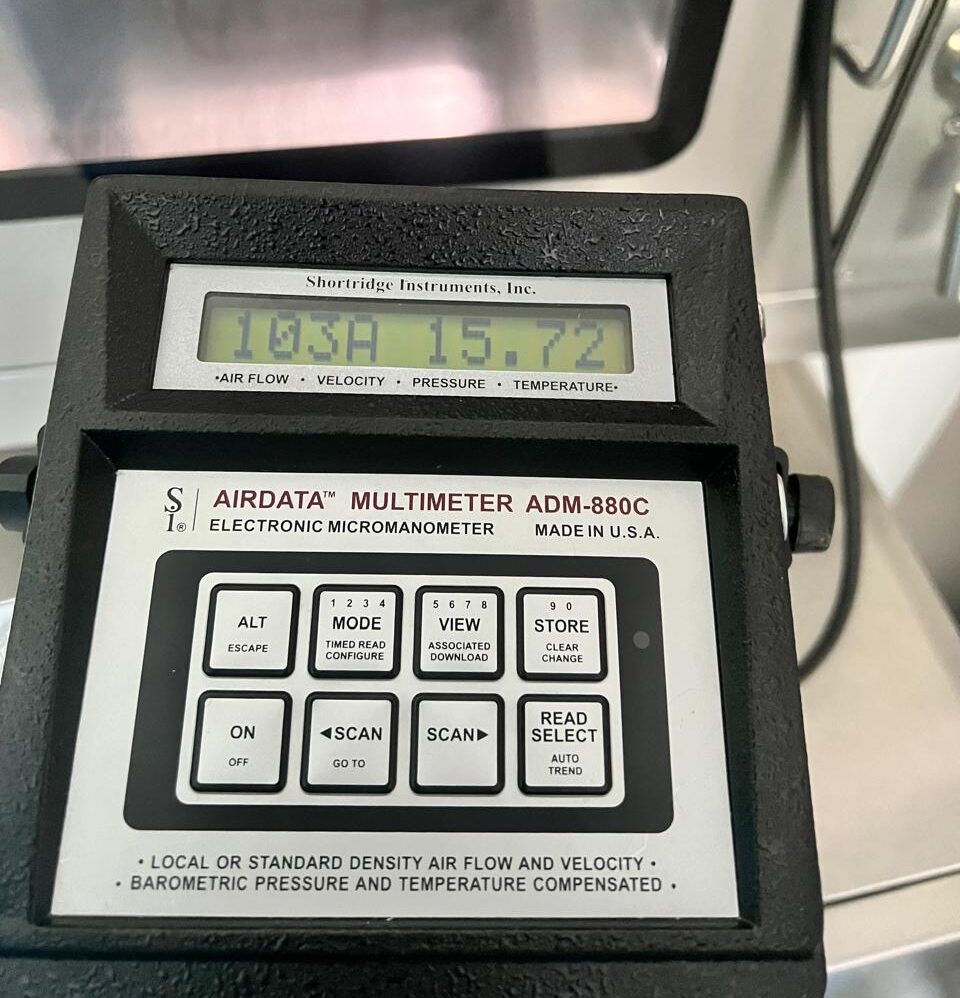 Shortridge Instruments, Inc.
103A 15.72
•AIR FLOW • VELOCITY • PRESSURE • TEMPERATURE•
SI® AIRDATA™ MULTIMETER ADM-880C
ELECTRONIC MICROMANOMETER MADE IN U.S.A.
1 2 3 4 5 6 7 8 9 0
ALT MODE VIEW STORE
ESCAPE TIMED READ ASSOCIATED CLEAR
CONFIGURE DOWNLOAD CHANGE
READ
ON ◀SCAN SCAN▶ SELECT
OFF GO TO AUTO
TREND
• LOCAL OR STANDARD DENSITY AIR FLOW AND VELOCITY •
• BAROMETRIC PRESSURE AND TEMPERATURE COMPENSATED •